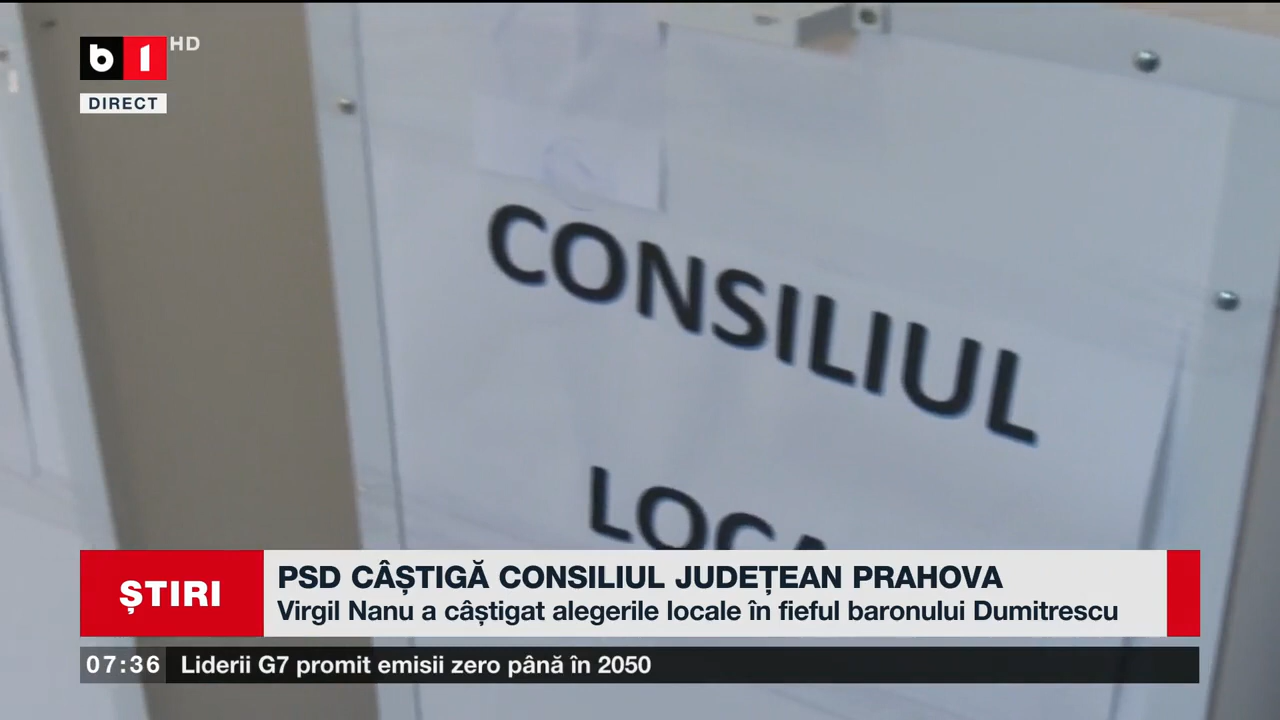 b1 HD
DIRECT
CONSILIUL
ȘTIRI
PSD CÂȘTIGĂ CONSILIUL JUDEȚEAN PRAHOVA
Virgil Nanu a câștigat alegerile locale în fieful baronului Dumitrescu
07:36 Liderii G7 promit emisii zero până în 2050